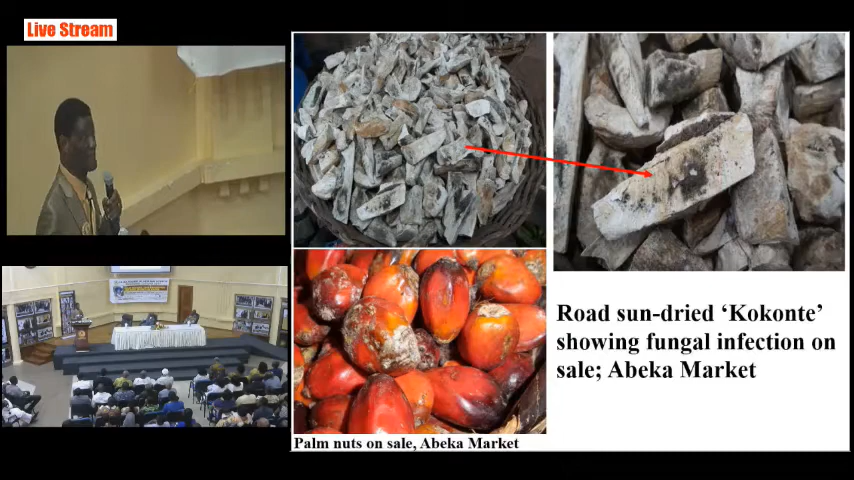 Live Stream
Road sun-dried ‘Kokonte’
showing fungal infection on
sale; Abeka Market
Palm nuts on sale, Abeka Market